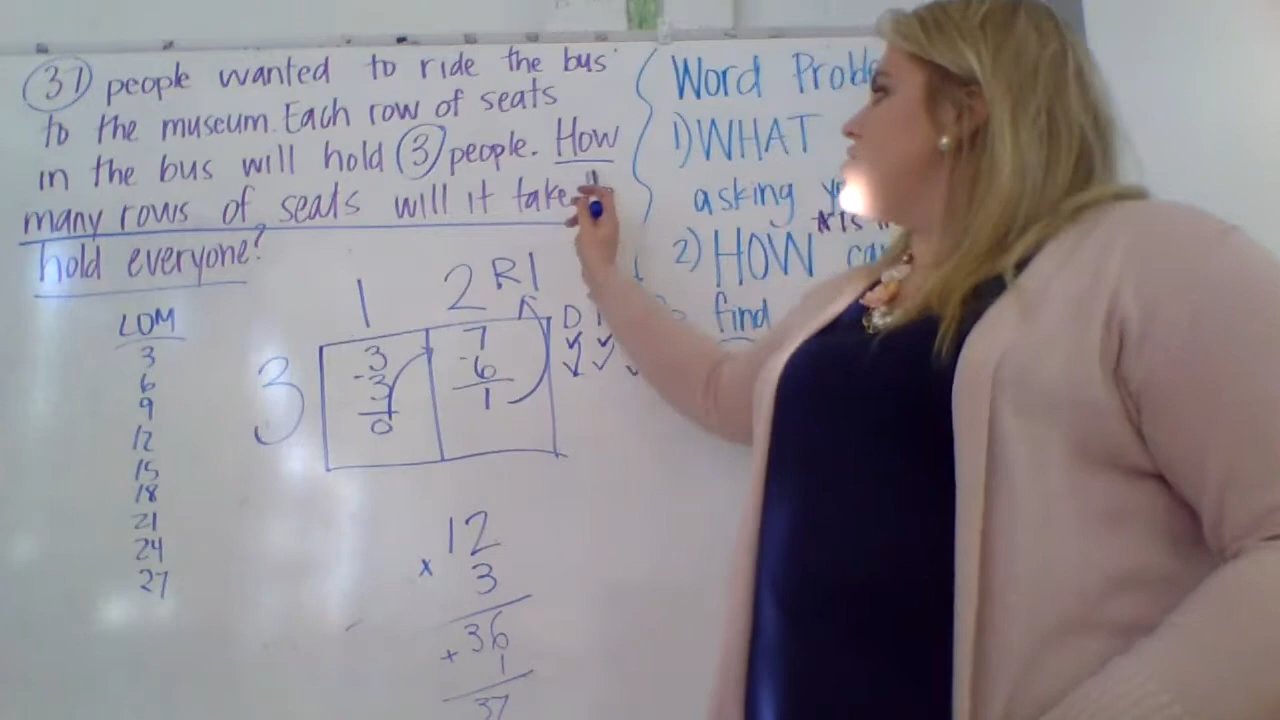 37 people wanted to ride the bus
to the museum. Each row of seats
in the bus will hold 3 people. How
many rows of seats will it take
hold everyone?
Word
1) WHAT
asking
2) HOW
find
LOM
3
6
9
12
15
18
21
24
27
1 2 R1
3
3 7
-3 -6
0 1
D
12
x 3
36
+ 1
37